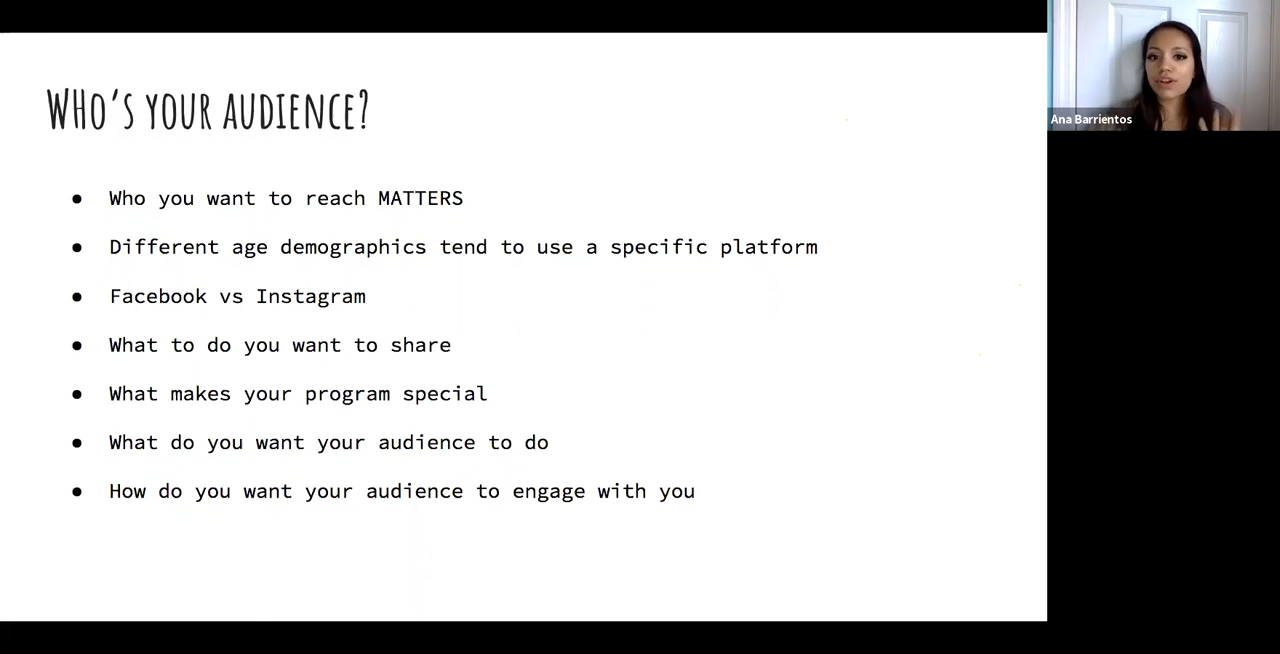 WHO'S YOUR AUDIENCE?
Who you want to reach MATTERS
Different age demographics tend to use a specific platform
Facebook vs Instagram
What to do you want to share
What makes your program special
What do you want your audience to do
How do you want your audience to engage with you
Ana Barrientos